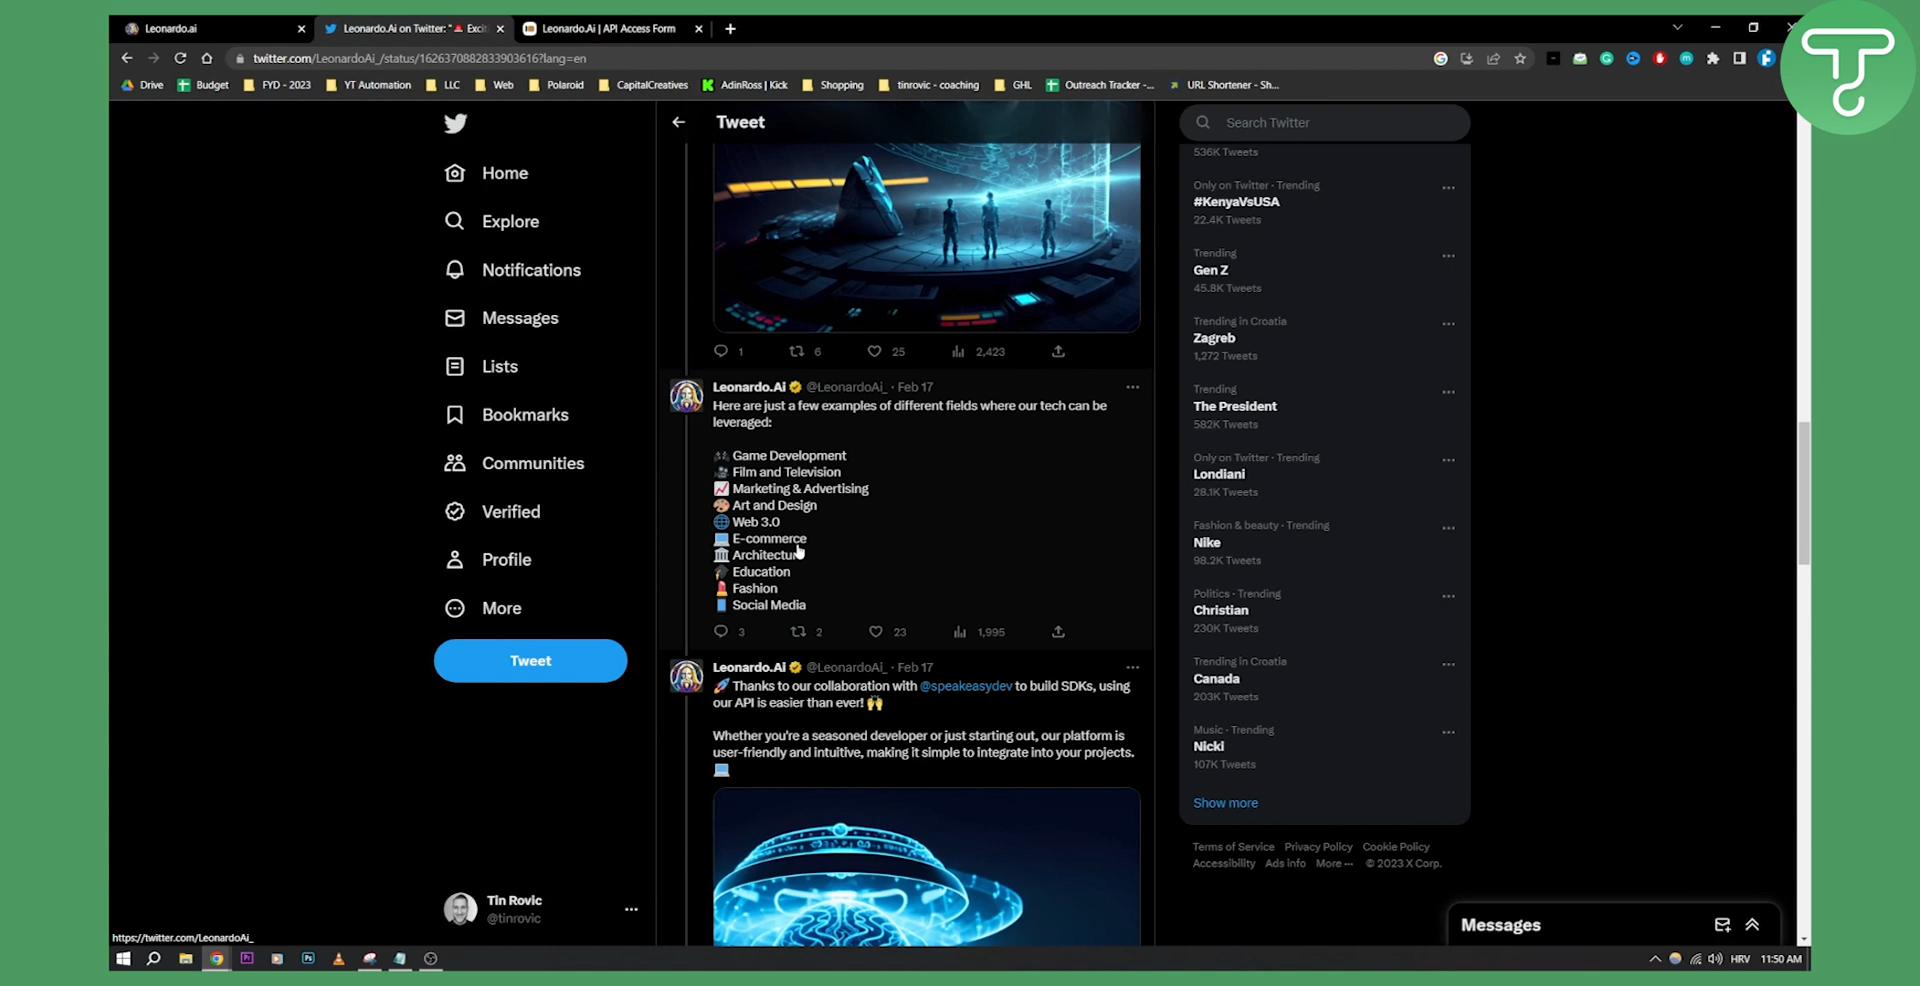 Leonardo.ai
Leonardo.Ai on Twitter: "🚨 Excit
Leonardo.Ai | API Access Form
twitter.com/LeonardoAi_/status/1626370882833903616?lang=en
Drive
Budget
FYD - 2023
YT Automation
LLC
Web
Polaroid
CapitalCreatives
AdinRoss | Kick
Shopping
tinrovic - coaching
GHL
Outreach Tracker -...
URL Shortener - Sh...
Home
Explore
Notifications
Messages
Lists
Bookmarks
Communities
Verified
Profile
More
Tweet
Tin Rovic
@tinrovic
https://twitter.com/LeonardoAi_
Tweet
1 6 25 2,423
Leonardo.Ai @LeonardoAi_ · Feb 17
Here are just a few examples of different fields where our tech can be
leveraged:
🎮 Game Development
🎥 Film and Television
📈 Marketing & Advertising
🎨 Art and Design
🌐 Web 3.0
💻 E-commerce
🏛 Architecture
🎓 Education
💄 Fashion
📱 Social Media
3 2 23 1,995
Leonardo.Ai @LeonardoAi_ · Feb 17
🚀 Thanks to our collaboration with @speakeasydev to build SDKs, using
our API is easier than ever! 🙌
Whether you're a seasoned developer or just starting out, our platform is
user-friendly and intuitive, making it simple to integrate into your projects.
💻
Search Twitter
536K Tweets
Only on Twitter · Trending
#KenyaVsUSA
22.4K Tweets
Trending
Gen Z
45.8K Tweets
Trending in Croatia
Zagreb
1,272 Tweets
Trending
The President
582K Tweets
Only on Twitter · Trending
Londiani
28.1K Tweets
Fashion & beauty · Trending
Nike
98.2K Tweets
Politics · Trending
Christian
230K Tweets
Trending in Croatia
Canada
203K Tweets
Music · Trending
Nicki
107K Tweets
Show more
Terms of Service Privacy Policy Cookie Policy
Accessibility Ads info More ··· © 2023 X Corp.
Messages
HRV 11:50 AM